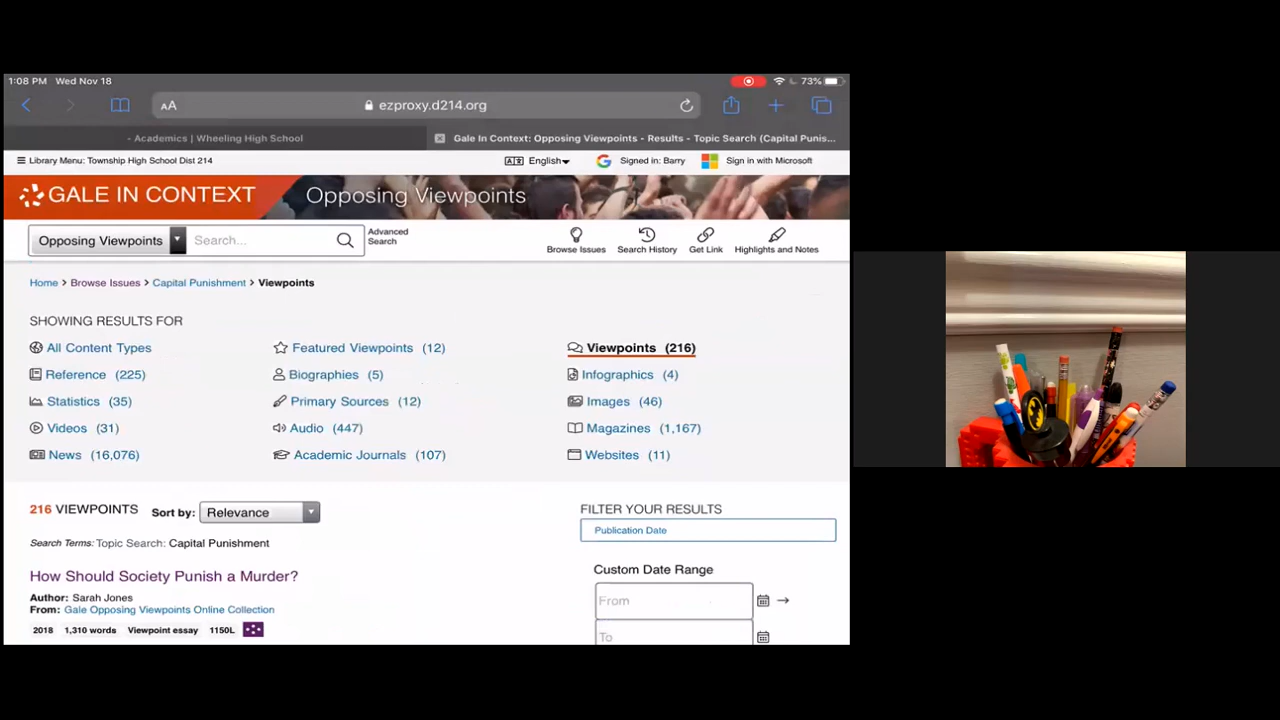 1:08 PM Wed Nov 18
73%
AA
ezproxy.d214.org
- Academics | Wheeling High School
Gale In Context: Opposing Viewpoints - Results - Topic Search (Capital Punis...
Library Menu: Township High School Dist 214
English
Signed in: Barry
Sign in with Microsoft
GALE IN CONTEXT
Opposing Viewpoints
Opposing Viewpoints
Search...
Advanced
Search
Browse Issues
Search History
Get Link
Highlights and Notes
Home > Browse Issues > Capital Punishment > Viewpoints
SHOWING RESULTS FOR
All Content Types
Featured Viewpoints (12)
Viewpoints (216)
Reference (225)
Biographies (5)
Infographics (4)
Statistics (35)
Primary Sources (12)
Images (46)
Videos (31)
Audio (447)
Magazines (1,167)
News (16,076)
Academic Journals (107)
Websites (11)
216 VIEWPOINTS
Sort by: Relevance
Search Terms: Topic Search: Capital Punishment
How Should Society Punish a Murder?
Author: Sarah Jones
From: Gale Opposing Viewpoints Online Collection
2018 1,310 words Viewpoint essay 1150L
FILTER YOUR RESULTS
Publication Date
Custom Date Range
From
To